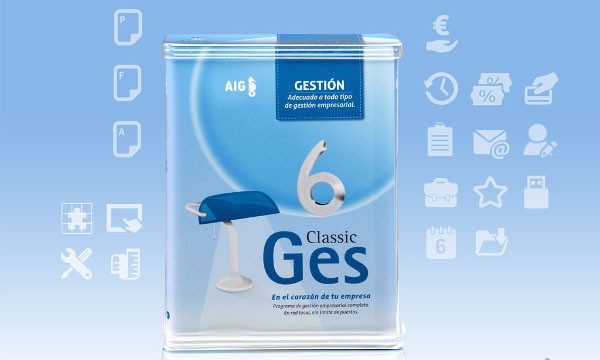 P
F
A
AIG
GESTIÓN
Adecuado a todo tipo
de gestión empresarial.
6
Classic
Ges
En el corazón de tu empresa
Programa de gestión empresarial completo.
En red local, sin límite de puestos.
€
% %
@
6